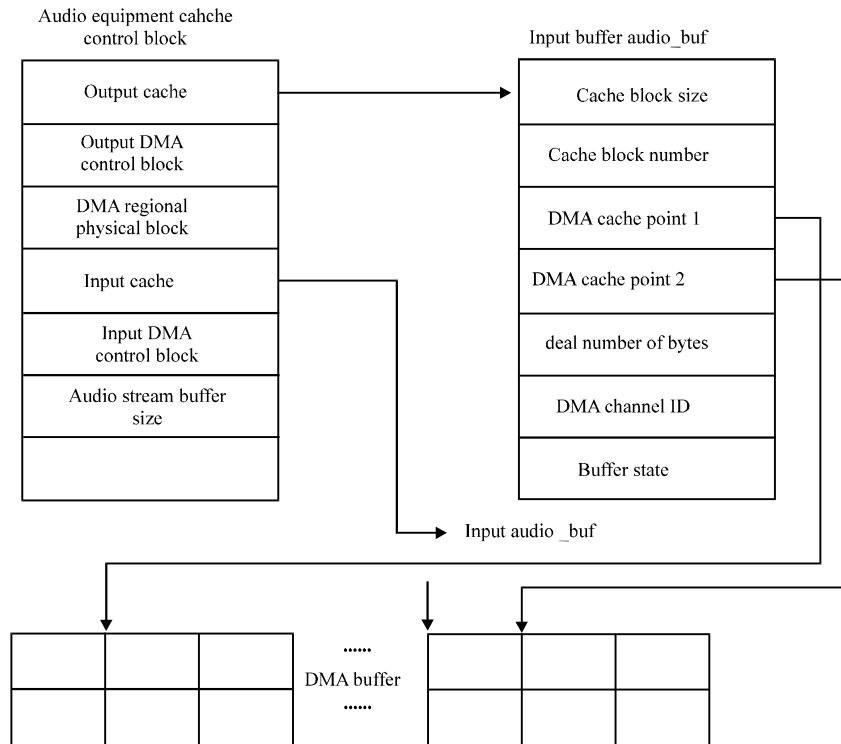 Audio equipment cahche
control block
Output cache
Output DMA
control block
DMA regional
physical block
Input cache
Input DMA
control block
Audio stream buffer
size
Input buffer audio_buf
Cache block size
Cache block number
DMA cache point 1
DMA cache point 2
deal number of bytes
DMA channel ID
Buffer state
Input audio _buf
......
DMA buffer
......